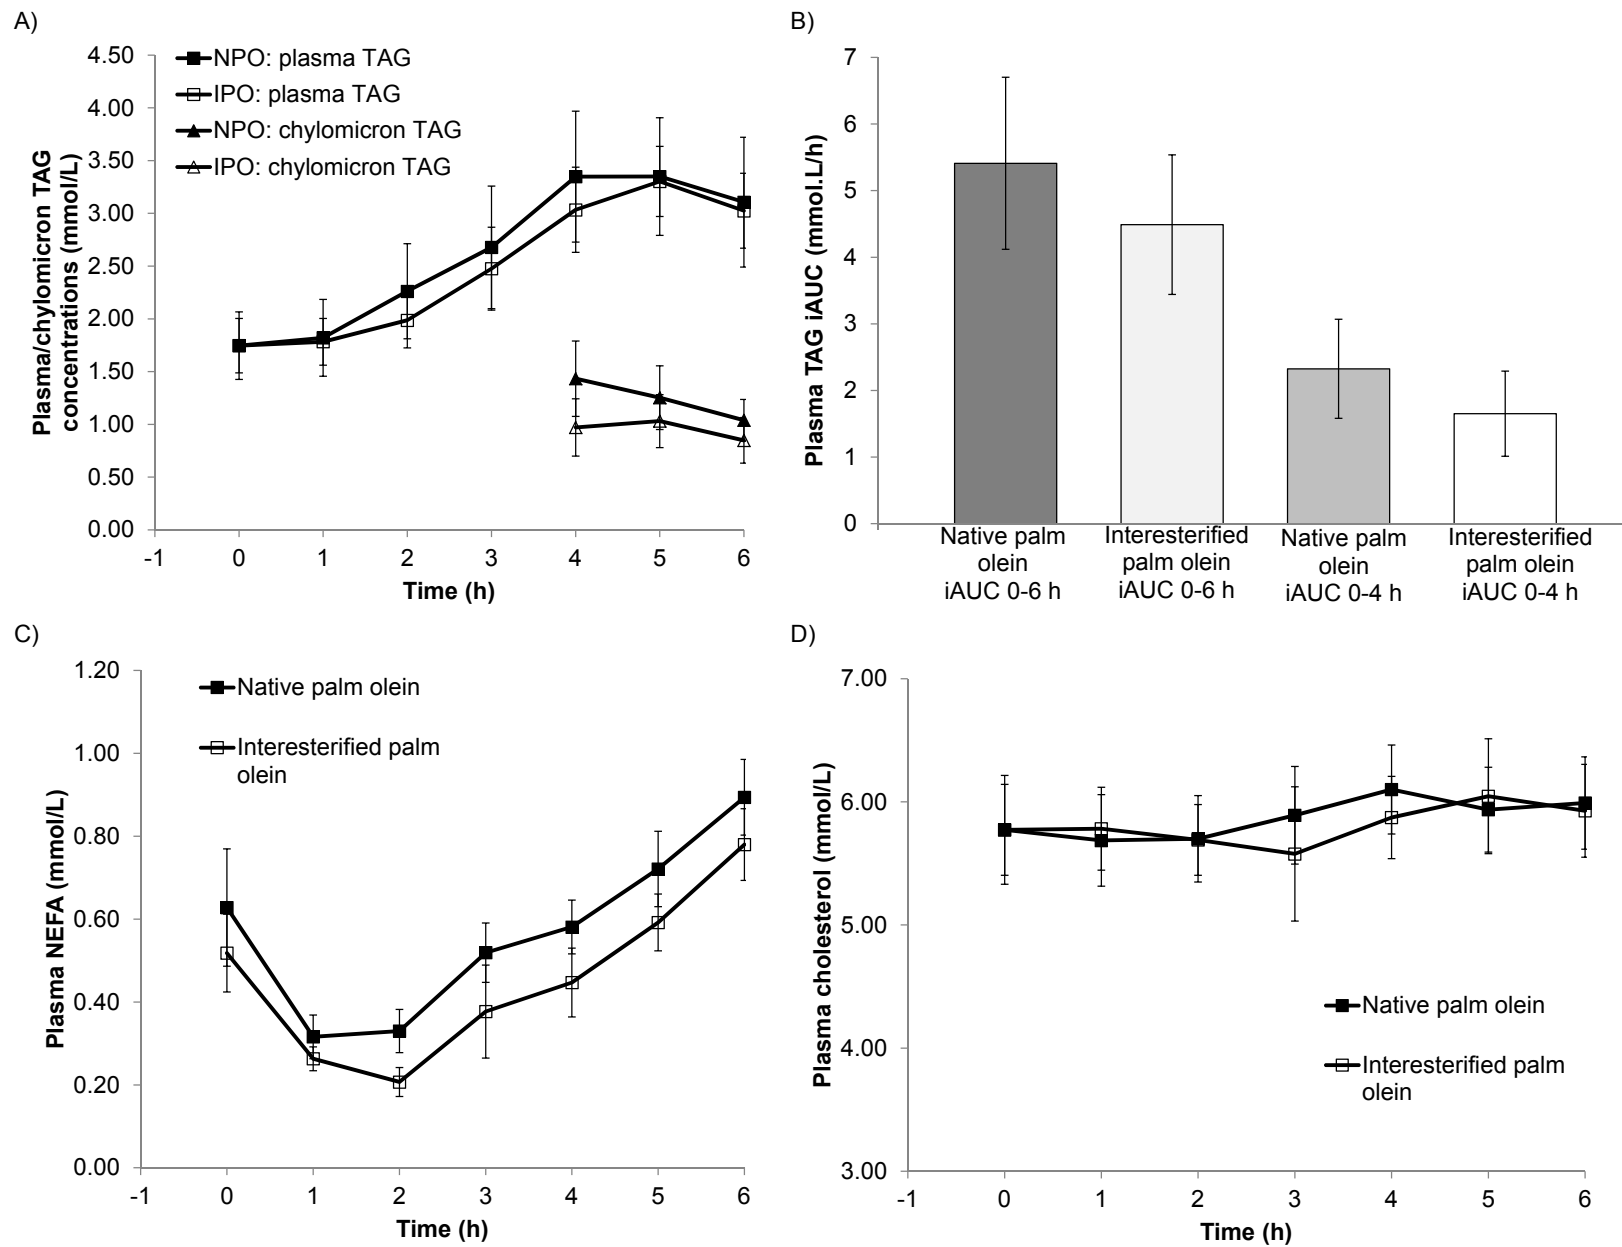 A)
Plasma/chylomicron TAG
concentrations (mmol/L)
4.50
4.00
3.50
3.00
2.50
2.00
1.50
1.00
0.50
0.00
NPO: plasma TAG
IPO: plasma TAG
NPO: chylomicron TAG
IPO: chylomicron TAG
-1 0 1 2 3 4 5 6
Time (h)
B)
Plasma TAG iAUC (mmol.L/h)
7
6
5
4
3
2
1
0
Native palm
olein
iAUC 0-6 h
Interesterified
palm olein
iAUC 0-6 h
Native palm
olein
iAUC 0-4 h
Interesterified
palm olein
iAUC 0-4 h
C)
Plasma NEFA (mmol/L)
1.20
1.00
0.80
0.60
0.40
0.20
0.00
Native palm olein
Interesterified palm
olein
-1 0 1 2 3 4 5 6
Time (h)
D)
Plasma cholesterol (mmol/L)
7.00
6.00
5.00
4.00
3.00
Native palm olein
Interesterified palm
olein
-1 0 1 2 3 4 5 6
Time (h)